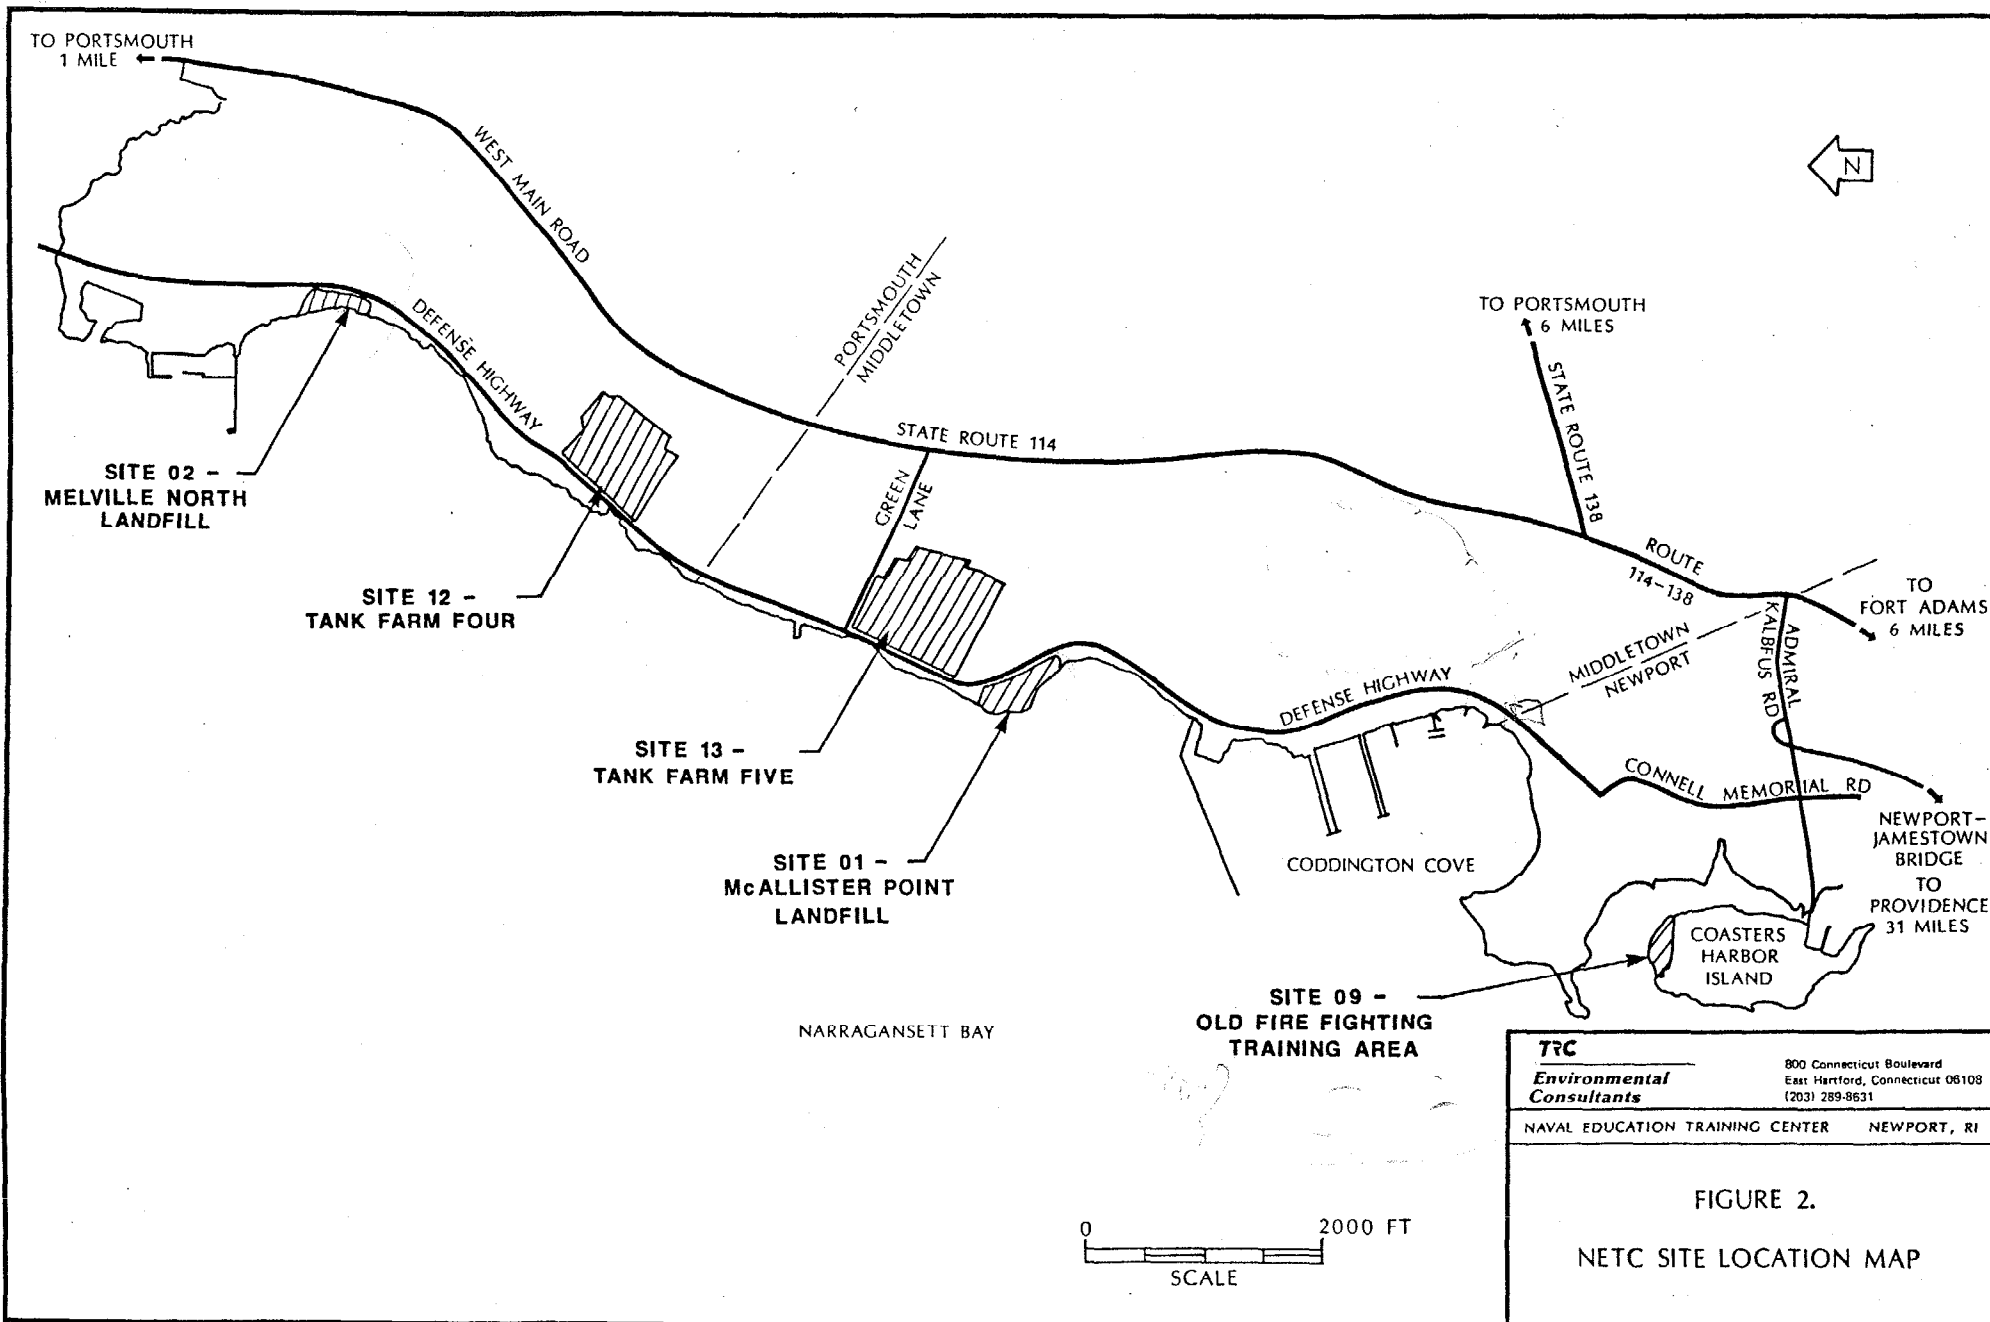 TO PORTSMOUTH
1 MILE
N
WEST MAIN ROAD
DEFENSE HIGHWAY
PORTSMOUTH
MIDDLETOWN
TO PORTSMOUTH
6 MILES
STATE ROUTE 138
STATE ROUTE 114
GREEN
LANE
SITE 02 -
MELVILLE NORTH
LANDFILL
SITE 12 -
TANK FARM FOUR
ROUTE
114-138
TO
FORT ADAMS
6 MILES
ADMIRAL
KALBFUS RD
MIDDLETOWN
NEWPORT
DEFENSE HIGHWAY
SITE 13 -
TANK FARM FIVE
CONNELL MEMORIAL RD
NEWPORT-
JAMESTOWN
BRIDGE
TO
PROVIDENCE
31 MILES
SITE 01 -
McALLISTER POINT
LANDFILL
CODDINGTON COVE
COASTERS
HARBOR
ISLAND
SITE 09 -
OLD FIRE FIGHTING
TRAINING AREA
NARRAGANSETT BAY
TRC
Environmental
Consultants
800 Connecticut Boulevard
East Hartford, Connecticut 06108
(203) 289-8631
NAVAL EDUCATION TRAINING CENTER NEWPORT, RI
FIGURE 2.
NETC SITE LOCATION MAP
0 2000 FT
SCALE